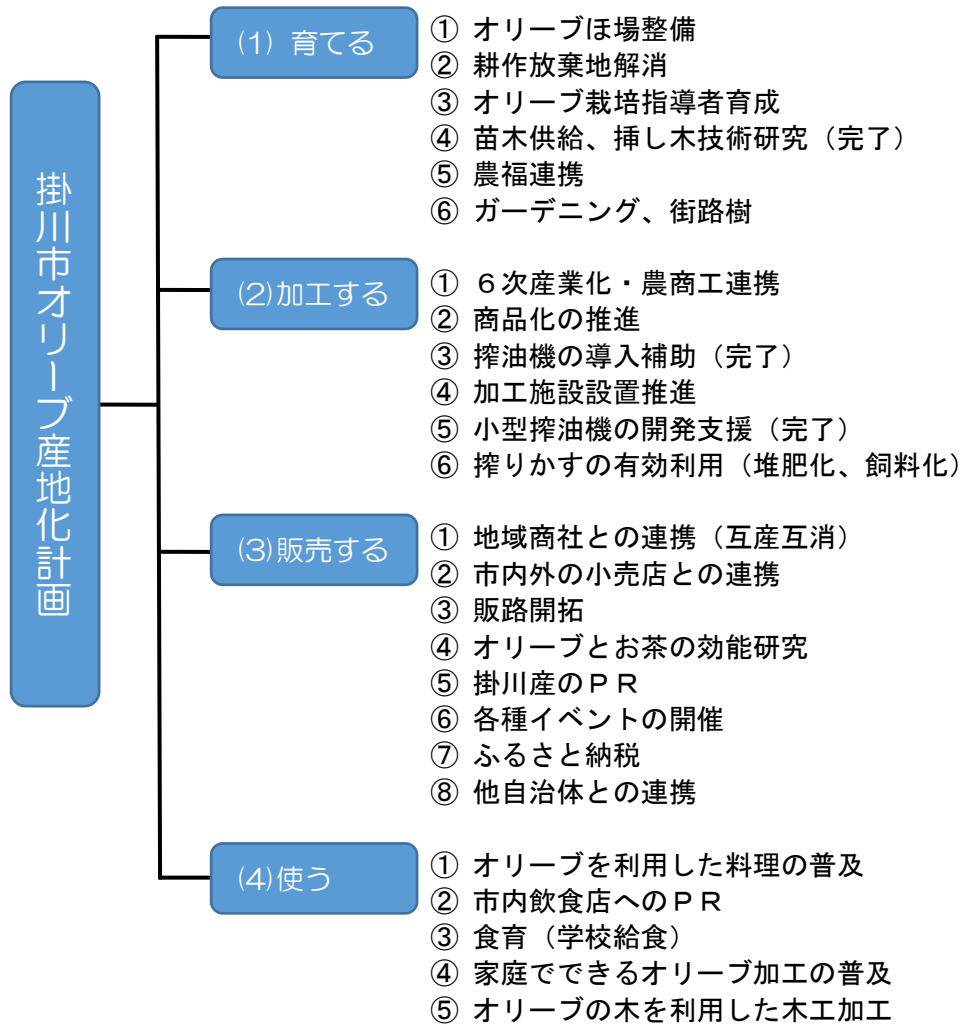 掛川市オリーブ産地化計画
(1) 育てる
① オリーブほ場整備
② 耕作放棄地解消
③ オリーブ栽培指導者育成
④ 苗木供給、挿し木技術研究（完了）
⑤ 農福連携
⑥ ガーデニング、街路樹
(2)加工する
① ６次産業化・農商工連携
② 商品化の推進
③ 搾油機の導入補助（完了）
④ 加工施設設置推進
⑤ 小型搾油機の開発支援（完了）
⑥ 搾りかすの有効利用（堆肥化、飼料化）
(3)販売する
① 地域商社との連携（互産互消）
② 市内外の小売店との連携
③ 販路開拓
④ オリーブとお茶の効能研究
⑤ 掛川産のＰＲ
⑥ 各種イベントの開催
⑦ ふるさと納税
⑧ 他自治体との連携
(4)使う
① オリーブを利用した料理の普及
② 市内飲食店へのＰＲ
③ 食育（学校給食）
④ 家庭でできるオリーブ加工の普及
⑤ オリーブの木を利用した木工加工